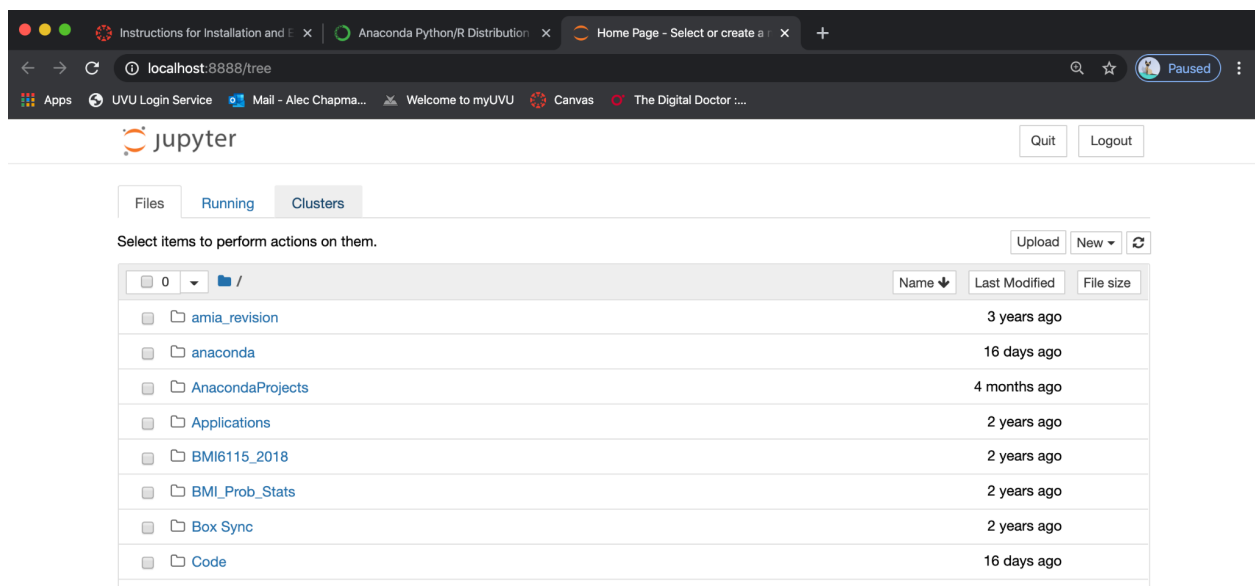 Instructions for Installation and E
Anaconda Python/R Distribution
Home Page - Select or create a n
localhost:8888/tree
Paused
Apps
UVU Login Service
Mail - Alec Chapma...
Welcome to myUVU
Canvas
The Digital Doctor :...
jupyter
Quit
Logout
Files
Running
Clusters
Select items to perform actions on them.
Upload
New
0
/
Name
Last Modified
File size
amia_revision
3 years ago
anaconda
16 days ago
AnacondaProjects
4 months ago
Applications
2 years ago
BMI6115_2018
2 years ago
BMI_Prob_Stats
2 years ago
Box Sync
2 years ago
Code
16 days ago